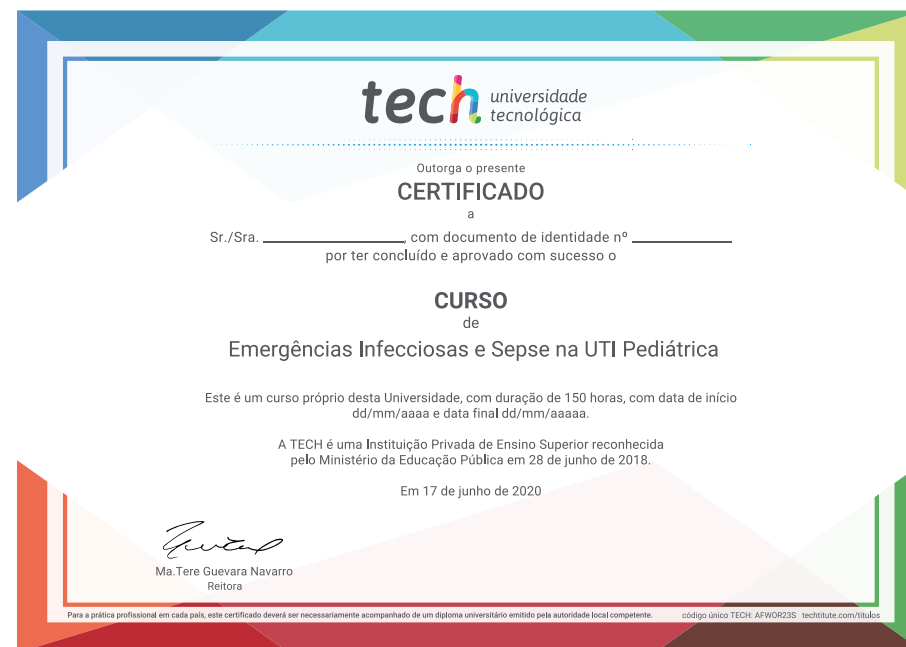 tech universidade
tecnológica
Outorga o presente
CERTIFICADO
a
Sr./Sra. ________________, com documento de identidade nº ____________
por ter concluído e aprovado com sucesso o
CURSO
de
Emergências Infecciosas e Sepse na UTI Pediátrica
Este é um curso próprio desta Universidade, com duração de 150 horas, com data de início
dd/mm/aaaa e data final dd/mm/aaaaa.
A TECH é uma Instituição Privada de Ensino Superior reconhecida
pelo Ministério da Educação Pública em 28 de junho de 2018.
Em 17 de junho de 2020
Ma.Tere Guevara Navarro
Reitora
Para a prática profissional em cada pais, este certificado deverá ser necessariamente acompanhado de um diploma universitário emitido pela autoridade local competente. código único TECH: AFWOR23S techtitute.com/titulos